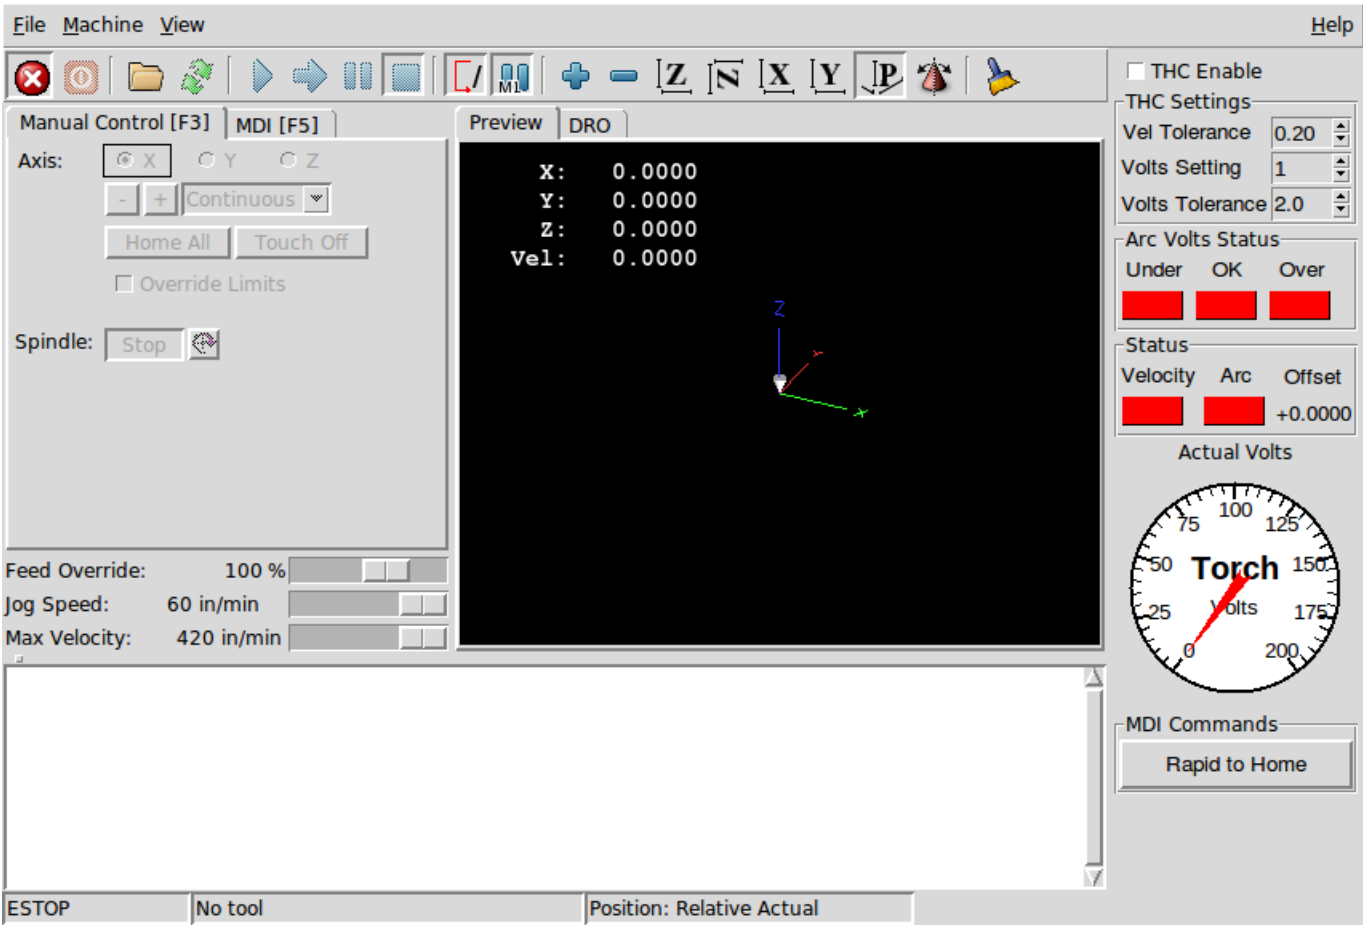 File Machine View Help
M1 Z N X Y P
THC Enable
THC Settings
Vel Tolerance 0.20
Volts Setting 1
Volts Tolerance 2.0
Arc Volts Status
Under OK Over
Status
Velocity Arc Offset
+0.0000
Actual Volts
75 100 125
50 Torch 150
25 Volts 175
0 200
MDI Commands
Rapid to Home
Manual Control [F3] MDI [F5]
Axis: X Y Z
- + Continuous
Home All Touch Off
Override Limits
Spindle: Stop
Feed Override: 100 %
Jog Speed: 60 in/min
Max Velocity: 420 in/min
Preview DRO
X: 0.0000
Y: 0.0000
Z: 0.0000
Vel: 0.0000
Z
Y
X
ESTOP No tool Position: Relative Actual